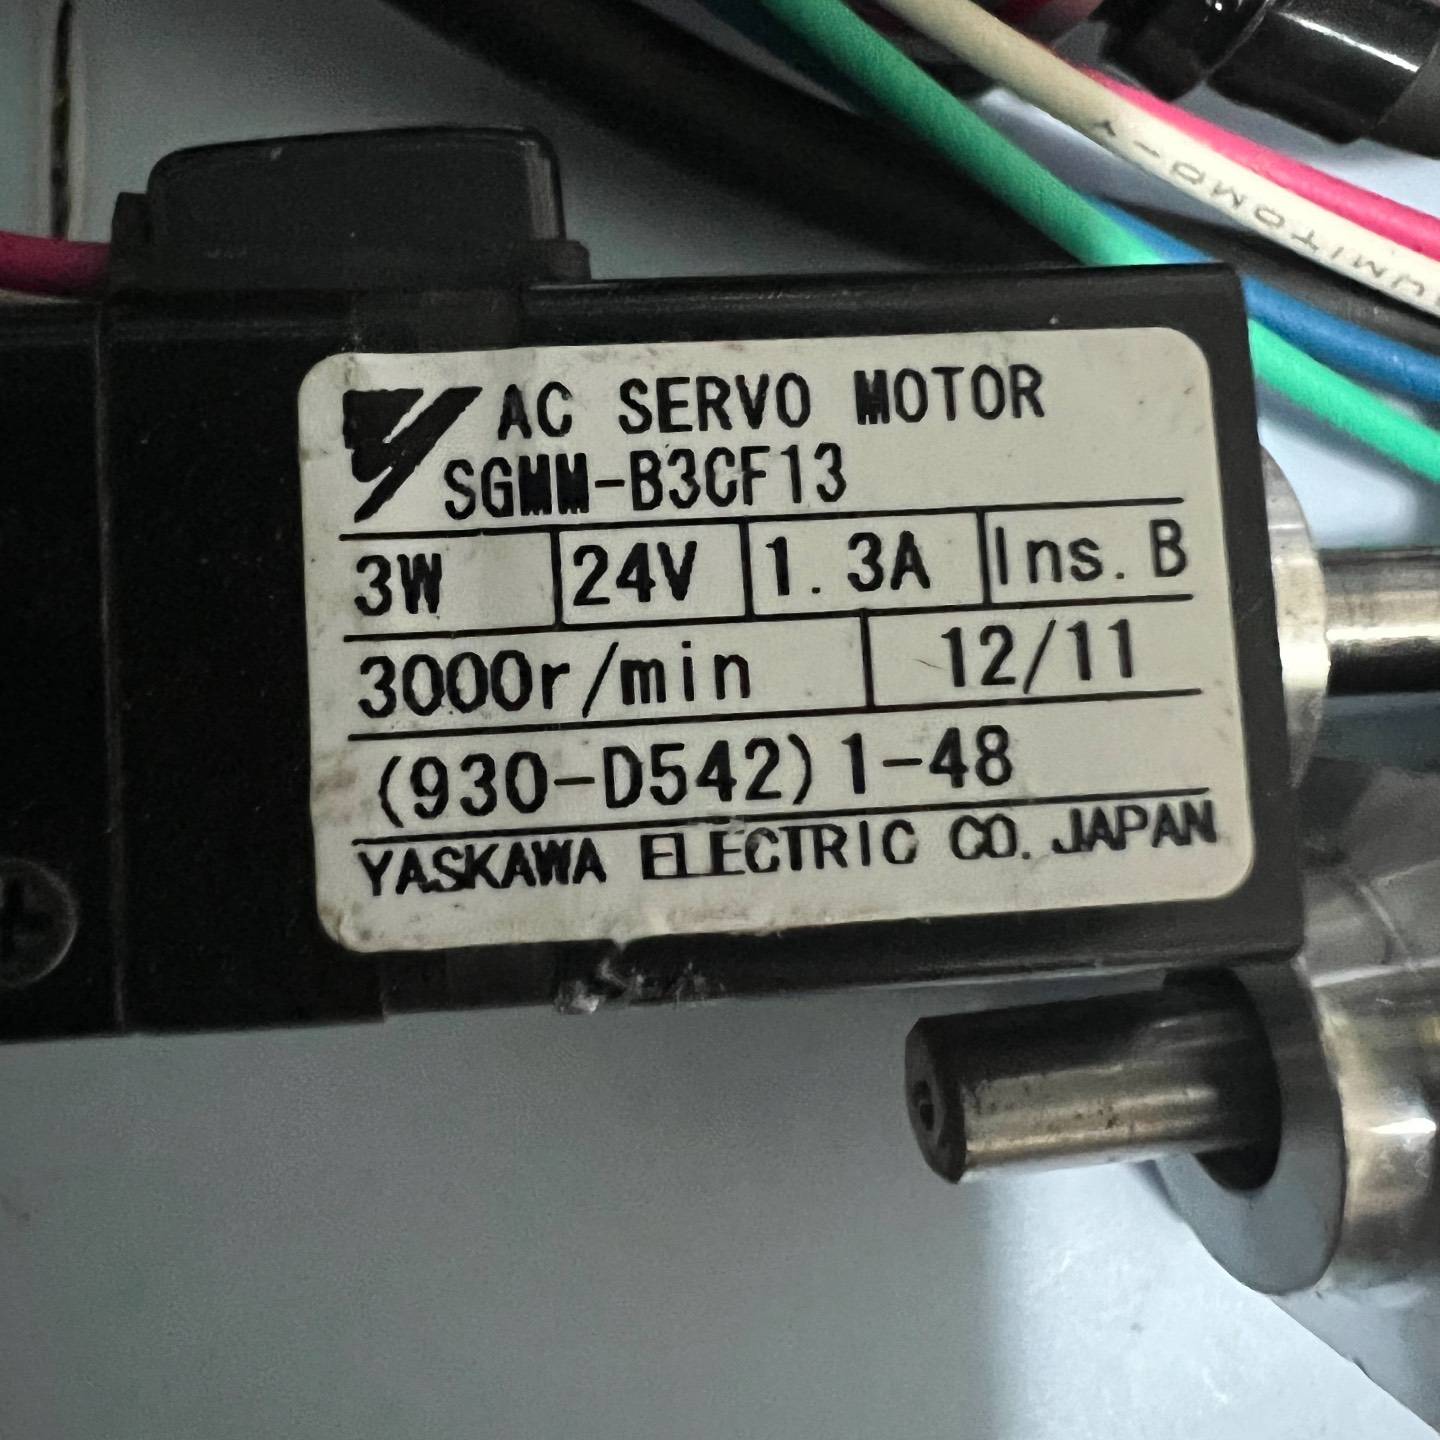 AC SERVO MOTOR
SGMM-B3CF13
3W 24V 1.3A Ins.B
3000r/min 12/11
(930-D542)1-48
YASKAWA ELECTRIC CO. JAPAN